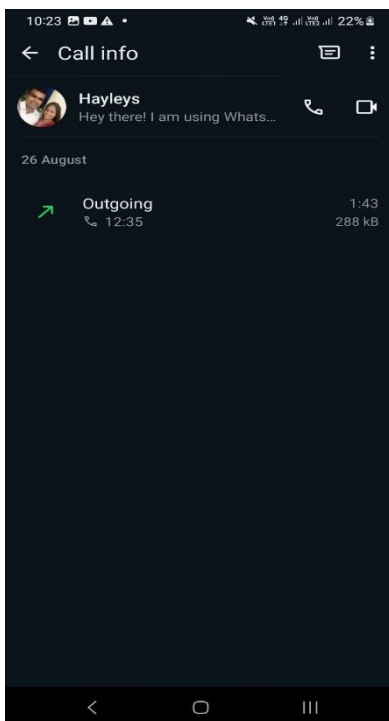 10:23 22%
Call info
Hayleys
Hey there! I am using Whats...
26 August
Outgoing 1:43
12:35 288 kB